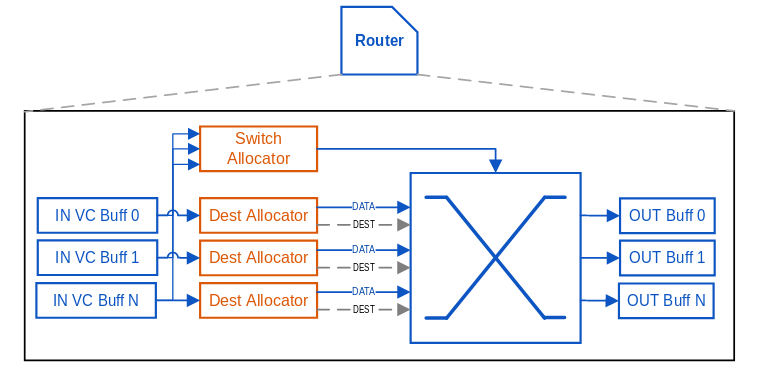 Router
Switch
Allocator
IN VC Buff 0
Dest Allocator
DATA
DEST
OUT Buff 0
IN VC Buff 1
Dest Allocator
DATA
DEST
OUT Buff 1
IN VC Buff N
Dest Allocator
DATA
DEST
OUT Buff N